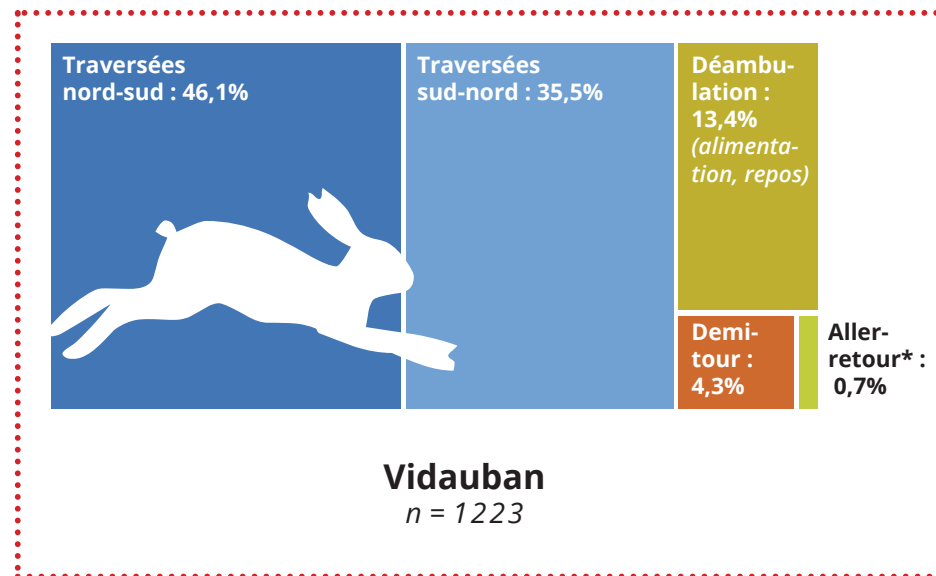 Traversées
nord-sud : 46,1%
Traversées
sud-nord : 35,5%
Déambu-
lation :
13,4%
(alimenta-
tion, repos)
Demi-
tour :
4,3%
Aller-
retour* :
0,7%
Vidauban
n = 1223